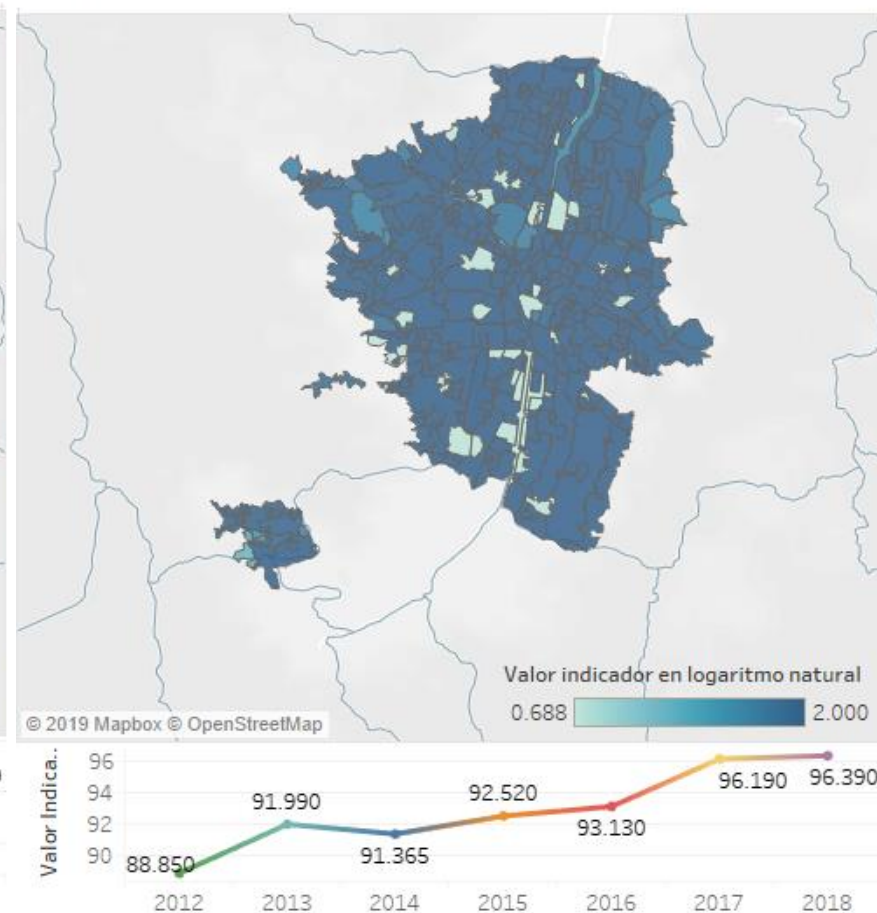 Valor indicador en logaritmo natural
0.688 2.000
© 2019 Mapbox © OpenStreetMap
Valor Indica..
96
94
92
90
88.850 91.990 91.365 92.520 93.130 96.190 96.390
2012 2013 2014 2015 2016 2017 2018